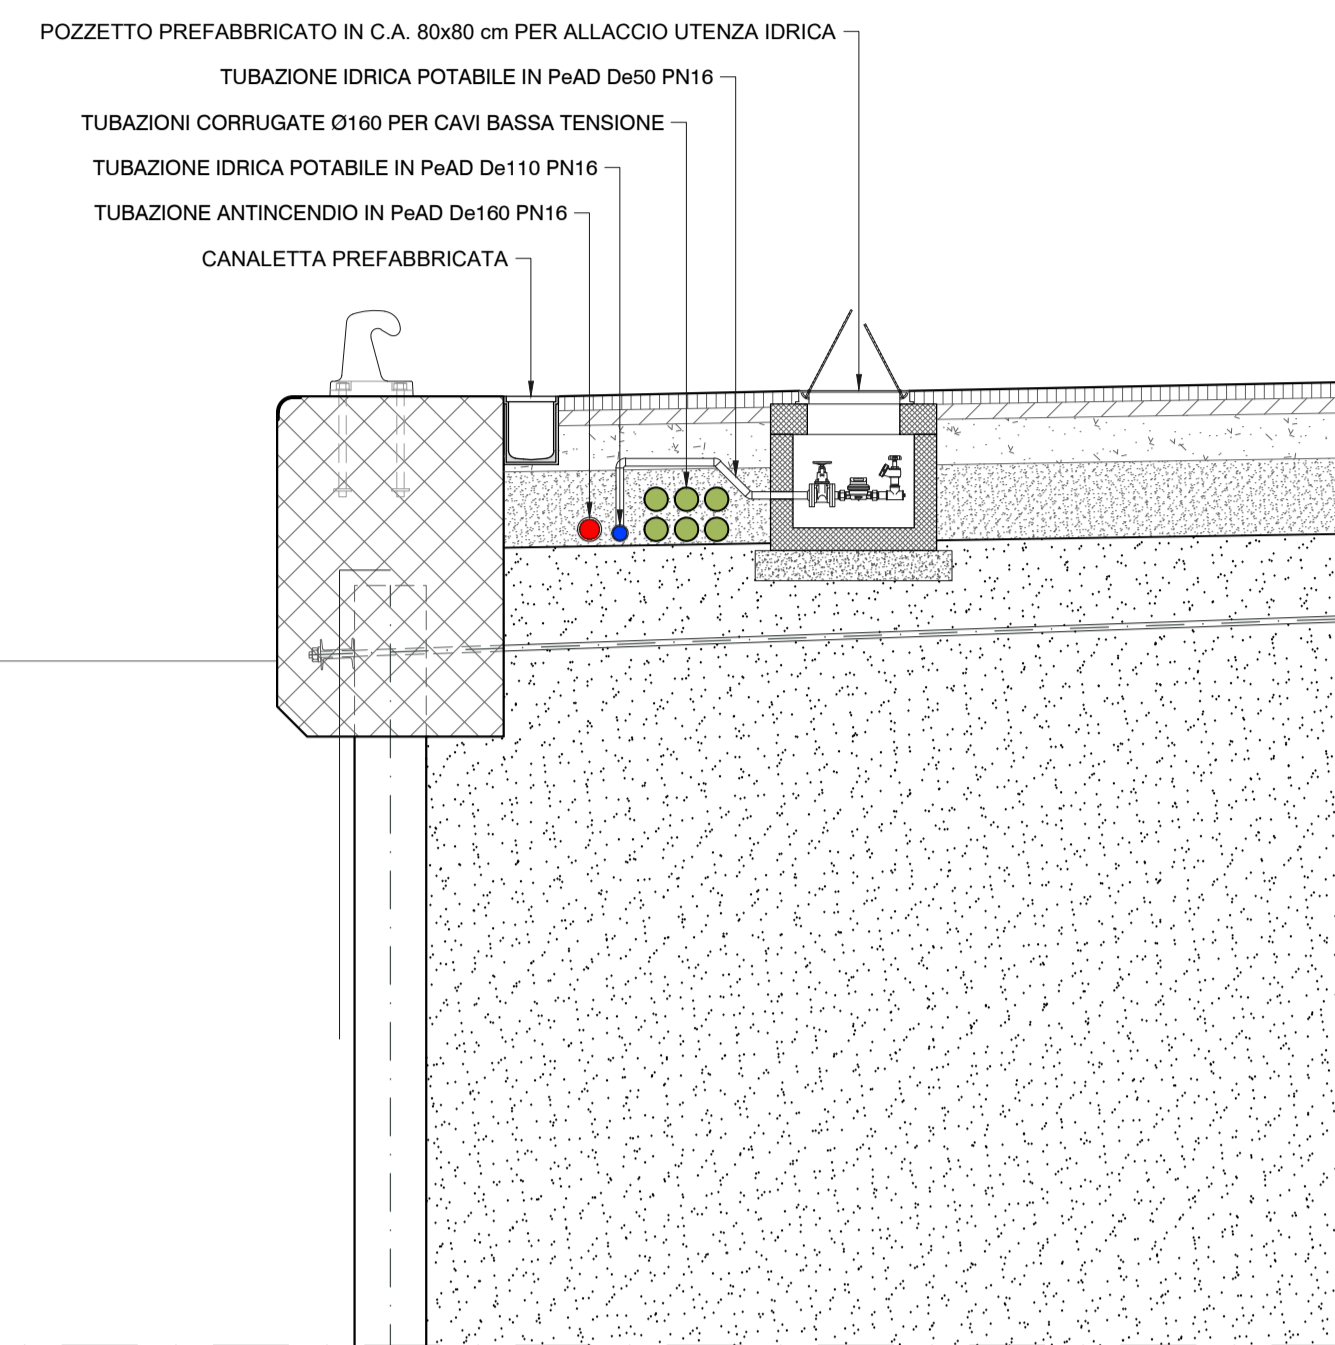 POZZETTO PREFABBRICATO IN C.A. 80x80 cm PER ALLACCIO UTENZA IDRICA
TUBAZIONE IDRICA POTABILE IN PeAD De50 PN16
TUBAZIONI CORRUGATE Ø160 PER CAVI BASSA TENSIONE
TUBAZIONE IDRICA POTABILE IN PeAD De110 PN16
TUBAZIONE ANTINCENDIO IN PeAD De160 PN16
CANALETTA PREFABBRICATA